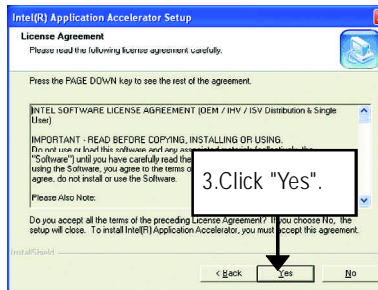 Intel(R) Application Accelerator Setup
License Agreement
Please read the following license agreement carefully.
Press the PAGE DOWN key to see the rest of the agreement.
INTEL SOFTWARE LICENSE AGREEMENT (OEM / IHV / ISV Distribution & Single
User)
IMPORTANT - READ BEFORE COPYING, INSTALLING OR USING.
Do not use or load this software and any associated materials (collectively, the
"Software") until you have carefully read the
using the Software, you agree to the terms o
agree, do not install or use the Software.
Please Also Note:
3.Click "Yes".
Do you accept all the terms of the preceding License Agreement? If you choose No, the
setup will close. To install Intel(R) Application Accelerator, you must accept this agreement.
InstallShield
< Back
Yes
No